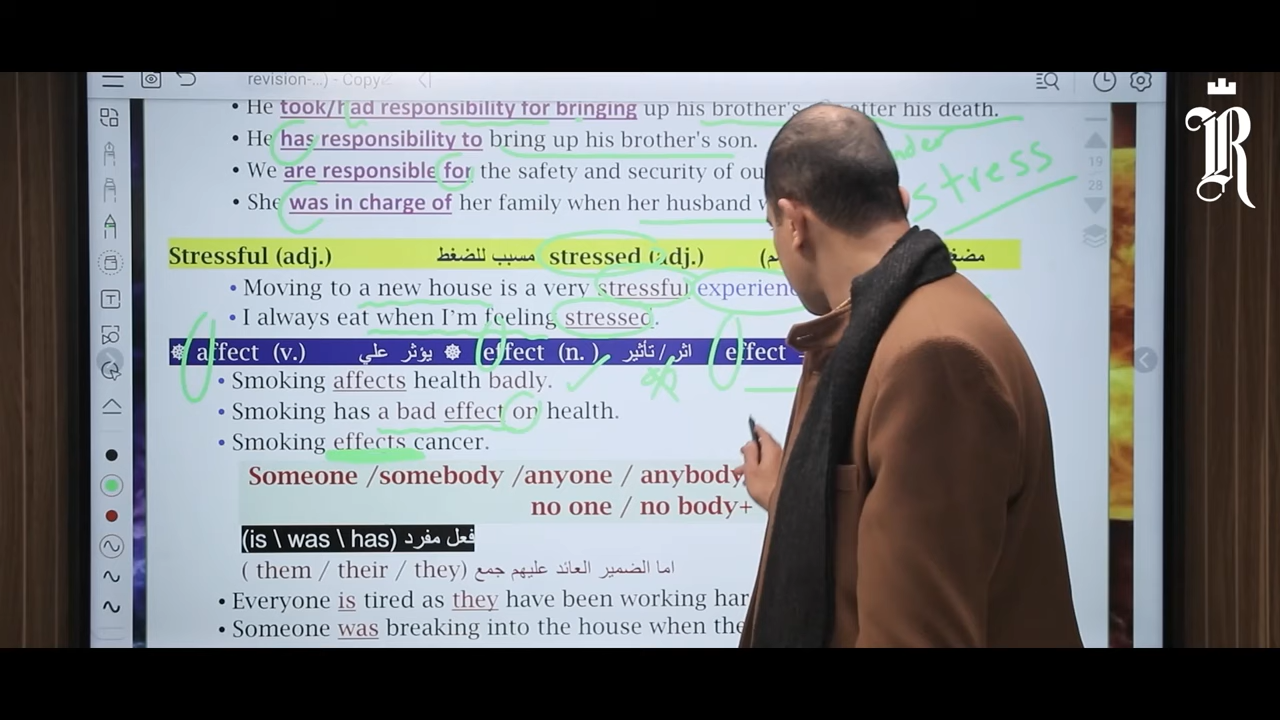 revision-...) - Copy
• He took/had responsibility for bringing up his brother's after his death.
• He has responsibility to bring up his brother's son.
under
• We are responsible for the safety and security of ou
stress
19
28
• She was in charge of her family when her husband
Stressful (adj.) مسبب للضغط stressed (adj.)
• Moving to a new house is a very stressful experien
• I always eat when I'm feeling stressed.
affect (v.) يؤثر علي effect (n. ) اثر / تأثير effect
• Smoking affects health badly.
• Smoking has a bad effect on health.
• Smoking effects cancer.
Someone /somebody /anyone / anybody
no one / no body+
(is \ was \ has) فعل مفرد
( them / their / they) اما الضمير العائد عليهم جمع
• Everyone is tired as they have been working har
• Someone was breaking into the house when the
R